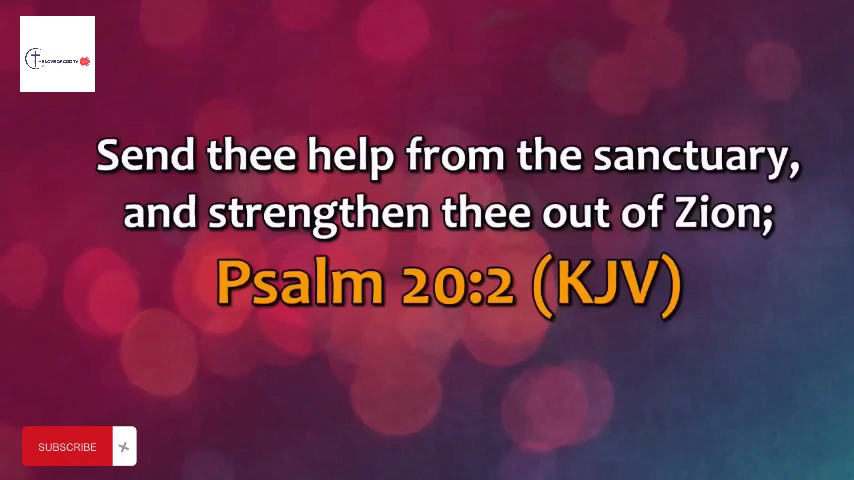 Send thee help from the sanctuary,
and strengthen thee out of Zion;
Psalm 20:2 (KJV)
SUBSCRIBE